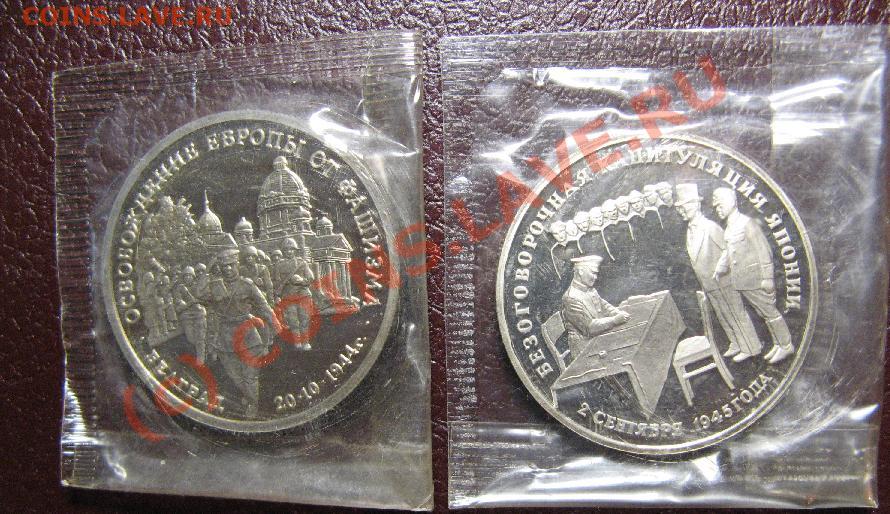 COINS.LAVE.RU
(c) COINS.LAVE.RU
ОСВОБОЖДЕНИЕ ЕВРОПЫ ОТ ФАШИЗМА
БЕЛГРАД 20·10·1944г.
БЕЗОГОВОРОЧНАЯ КАПИТУЛЯЦИЯ ЯПОНИИ
2 СЕНТЯБРЯ 1945 ГОДА